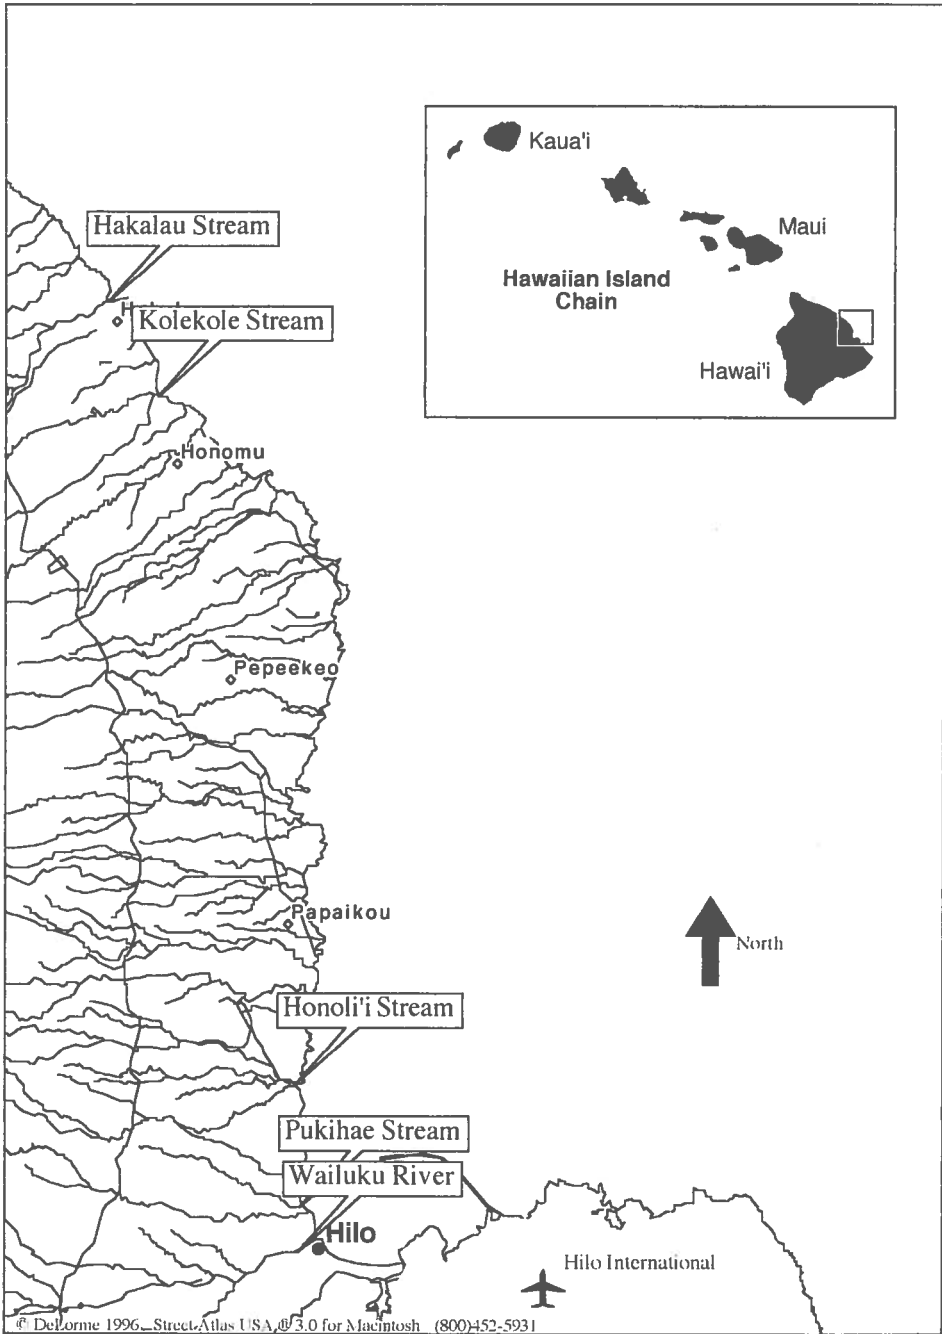 Kaua'i
Maui
Hawaiian Island
Chain
Hawai'i
Hakalau Stream
Kolekole Stream
Honomu
Pepeekeo
Papaikou
North
Honoli'i Stream
Pukihae Stream
Wailuku River
Hilo
Hilo International
© DeLorme 1996. Street Atlas USA ® 3.0 for Macintosh (800)452-5931